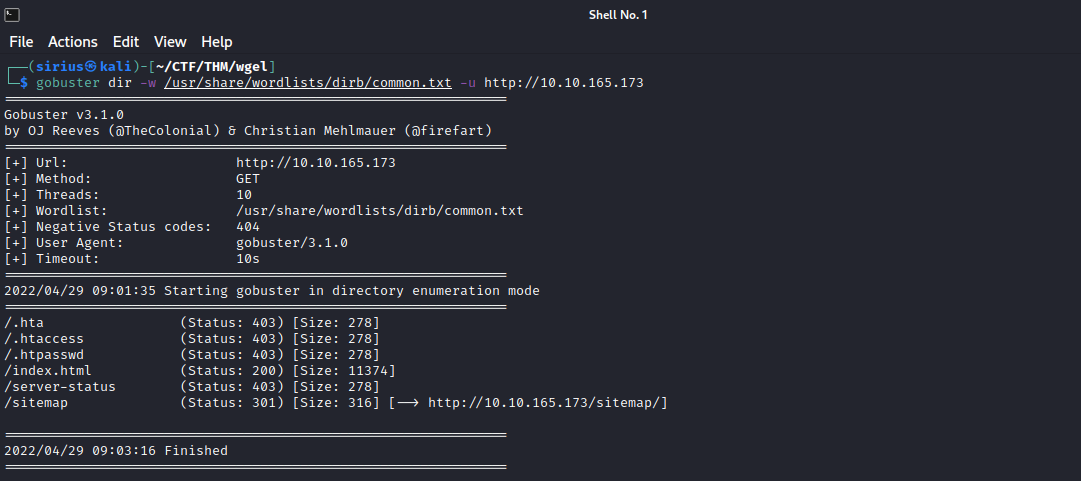 Shell No. 1
File Actions Edit View Help
┌──(sirius㉿kali)-[~/CTF/THM/wgel]
└─$ gobuster dir -w /usr/share/wordlists/dirb/common.txt -u http://10.10.165.173
===============================================================
Gobuster v3.1.0
by OJ Reeves (@TheColonial) & Christian Mehlmauer (@firefart)
===============================================================
[+] Url:                     http://10.10.165.173
[+] Method:                  GET
[+] Threads:                 10
[+] Wordlist:                /usr/share/wordlists/dirb/common.txt
[+] Negative Status codes:   404
[+] User Agent:              gobuster/3.1.0
[+] Timeout:                 10s
===============================================================
2022/04/29 09:01:35 Starting gobuster in directory enumeration mode
===============================================================
/.hta                 (Status: 403) [Size: 278]
/.htaccess            (Status: 403) [Size: 278]
/.htpasswd            (Status: 403) [Size: 278]
/index.html           (Status: 200) [Size: 11374]
/server-status        (Status: 403) [Size: 278]
/sitemap              (Status: 301) [Size: 316] [--> http://10.10.165.173/sitemap/]
===============================================================
2022/04/29 09:03:16 Finished
===============================================================